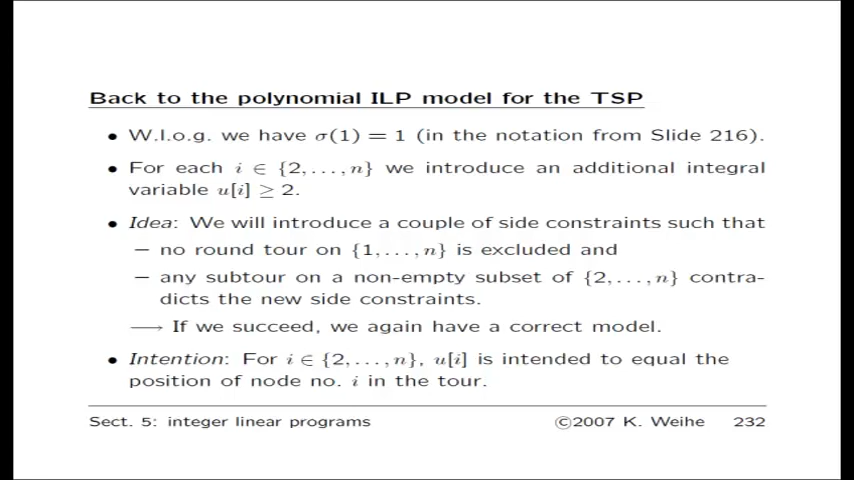 Back to the polynomial ILP model for the TSP
• W.l.o.g. we have σ(1) = 1 (in the notation from Slide 216).
• For each i ∈ {2, . . . , n} we introduce an additional integral
variable u[i] ≥ 2.
• Idea: We will introduce a couple of side constraints such that
– no round tour on {1, . . . , n} is excluded and
– any subtour on a non-empty subset of {2, . . . , n} contra-
dicts the new side constraints.
⟶ If we succeed, we again have a correct model.
• Intention: For i ∈ {2, . . . , n}, u[i] is intended to equal the
position of node no. i in the tour.
Sect. 5: integer linear programs ©2007 K. Weihe 232